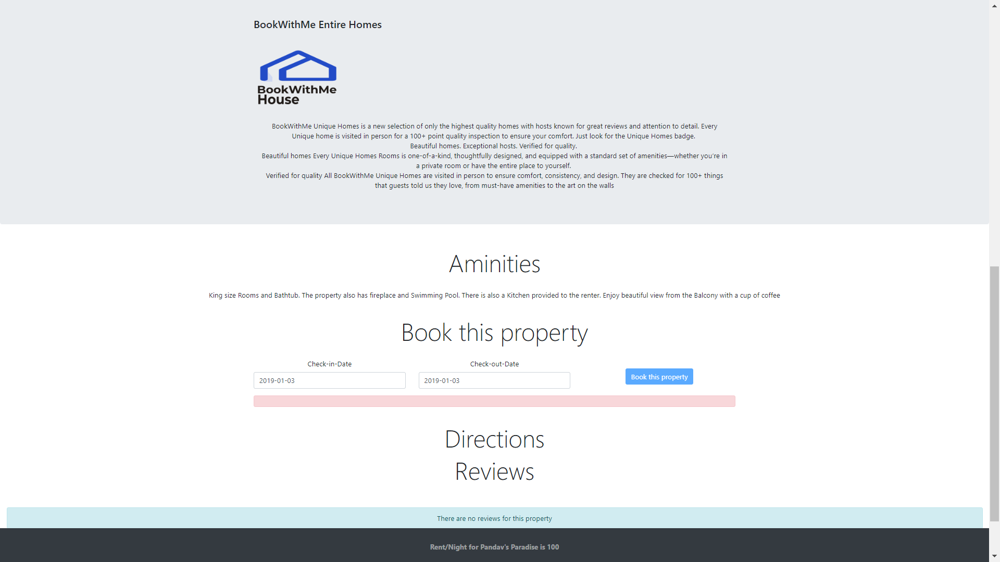 BookWithMe Entire Homes
BookWithMe
House
BookWithMe Unique Homes is a new selection of only the highest quality homes with hosts known for great reviews and attention to detail. Every
Unique home is visited in person for a 100+ point quality inspection to ensure your comfort. Just look for the Unique Homes badge.
Beautiful homes. Exceptional hosts. Verified for quality.
Beautiful homes Every Unique Homes Rooms is one-of-a-kind, thoughtfully designed, and equipped with a standard set of amenities—whether you’re in
a private room or have the entire place to yourself.
Verified for quality All BookWithMe Unique Homes are visited in person to ensure comfort, consistency, and design. They are checked for 100+ things
that guests told us they love, from must-have amenities to the art on the walls
Aminities
King size Rooms and Bathtub. The property also has fireplace and Swimming Pool. There is also a Kitchen provided to the renter. Enjoy beautiful view from the Balcony with a cup of coffee
Book this property
Check-in-Date
Check-out-Date
2019-01-03
2019-01-03
Book this property
Directions
Reviews
There are no reviews for this property
Rent/Night for Pandav's Paradise is 100